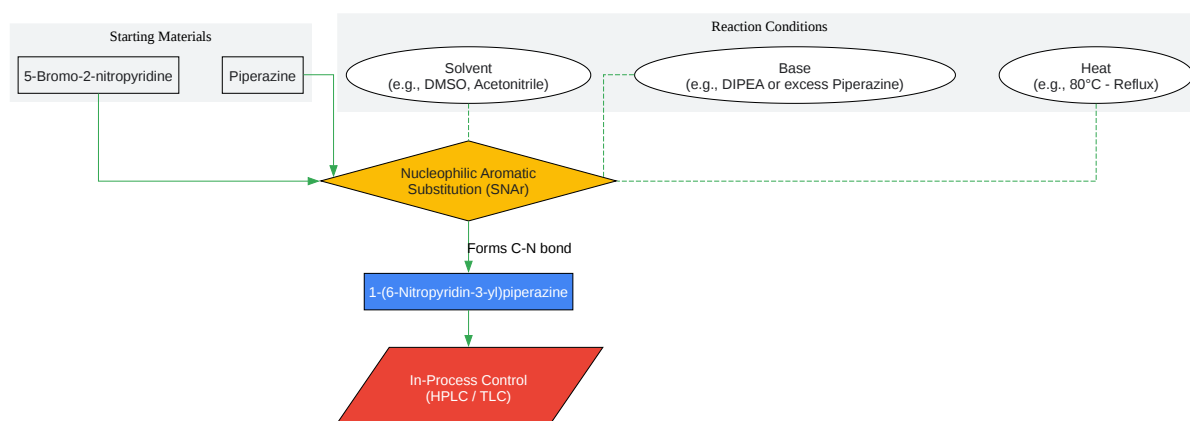 Starting Materials
5-Bromo-2-nitropyridine
Piperazine
Reaction Conditions
Solvent
(e.g., DMSO, Acetonitrile)
Base
(e.g., DIPEA or excess Piperazine)
Heat
(e.g., 80°C - Reflux)
Nucleophilic Aromatic
Substitution (SNAr)
Forms C-N bond
1-(6-Nitropyridin-3-yl)piperazine
In-Process Control
(HPLC / TLC)